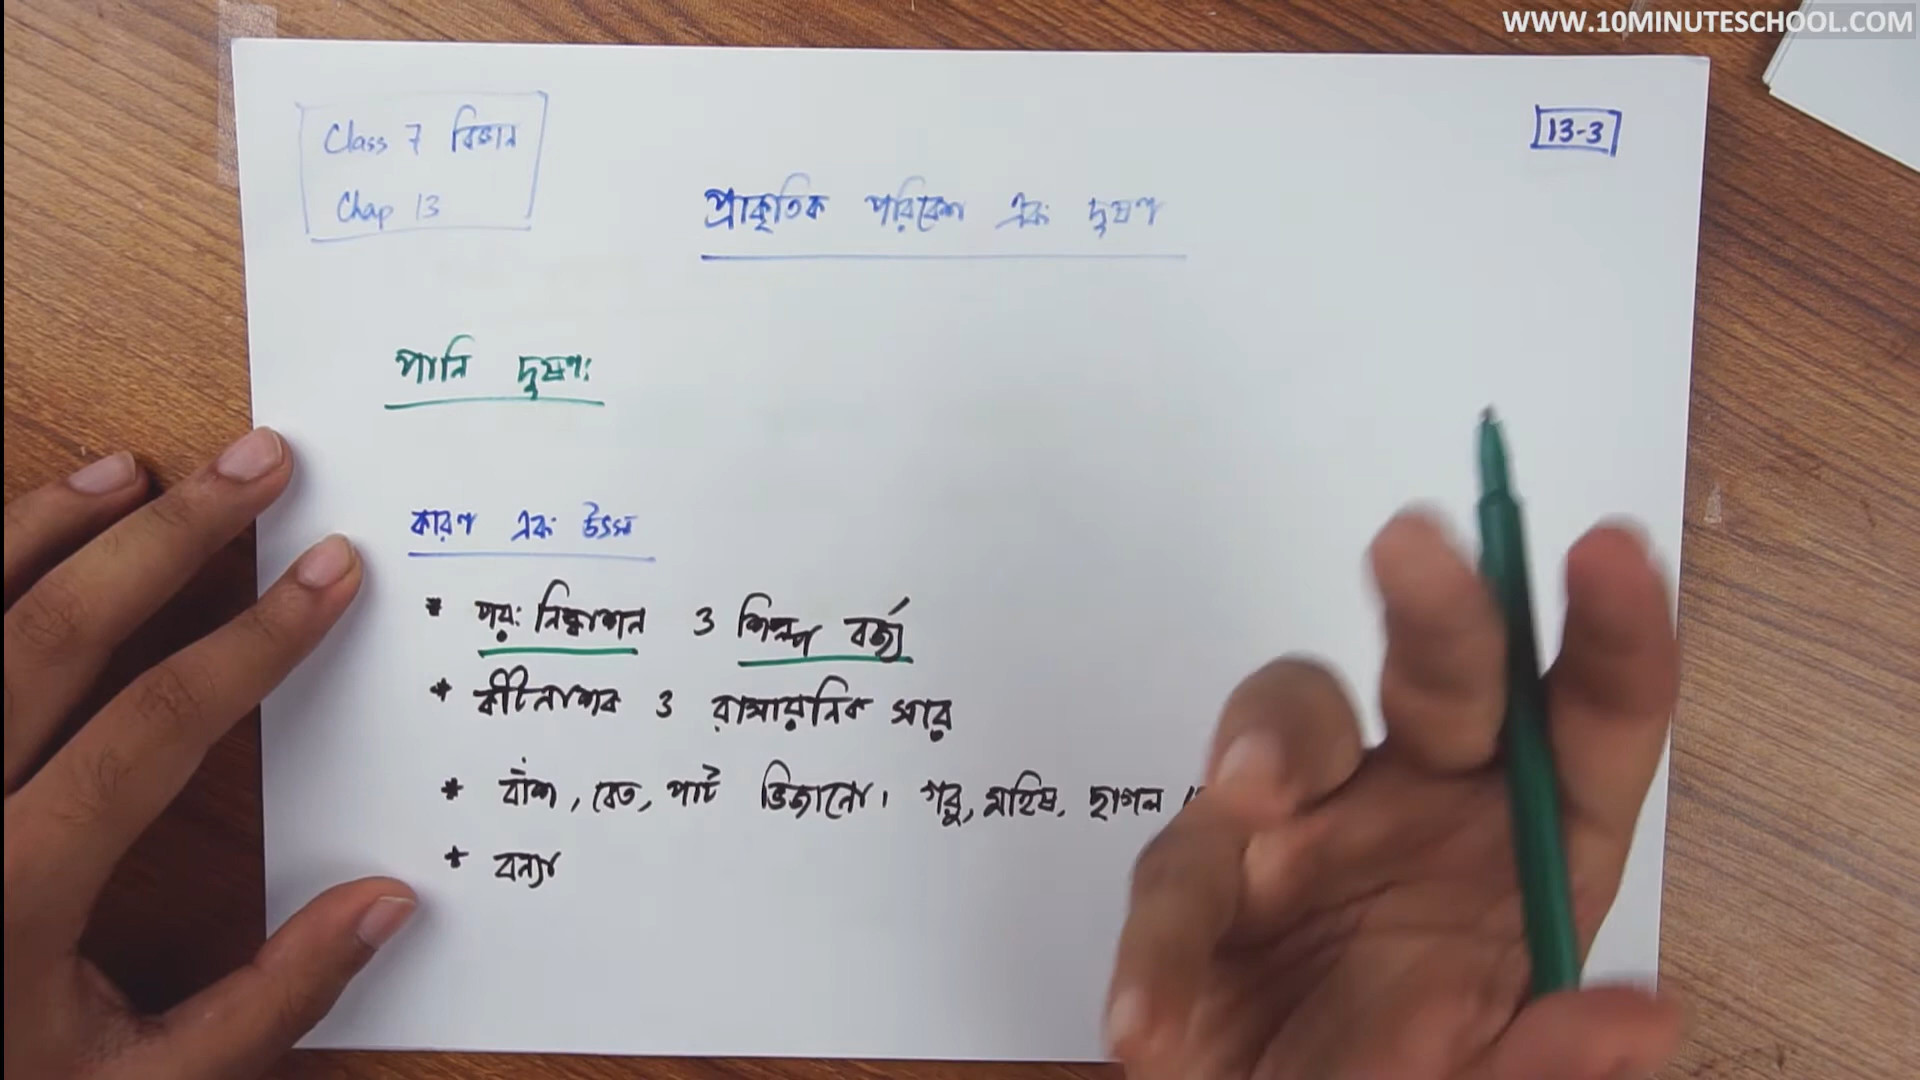 WWW.10MINUTESCHOOL.COM
Class 7 বিজ্ঞান
Chap 13
13-3
প্রাকৃতিক পরিবেশ এবং দূষণ
পানি দূষণ:
কারণ এবং উৎস
* পয়: নিষ্কাশন ও শিল্প বর্জ্য
* কীটনাশক ও রাসায়নিক সার
* বাঁশ, বেত, পাট ভিজানো। গরু, মহিষ, ছাগল
* বন্যা